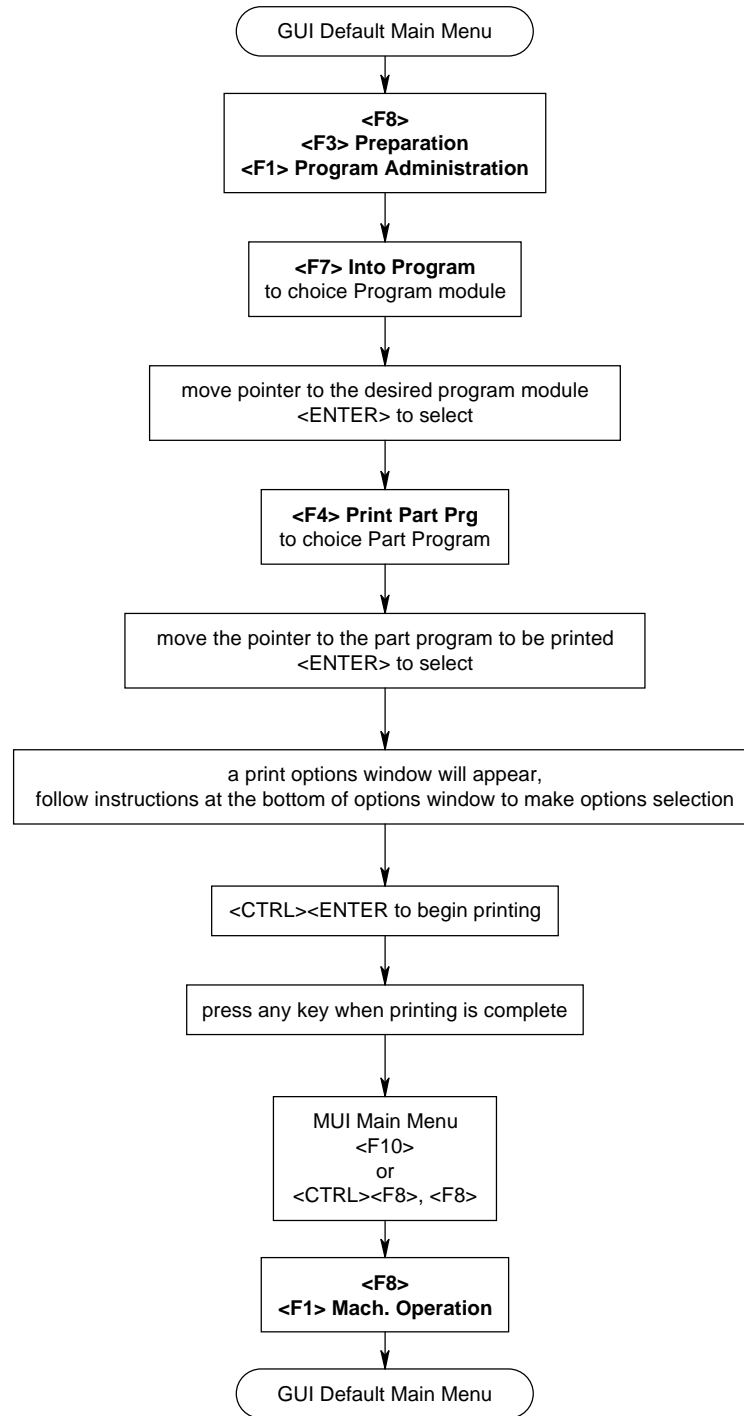 GUI Default Main Menu
<F8>
<F3> Preparation
<F1> Program Administration
<F7> Into Program
to choice Program module
move pointer to the desired program module
<ENTER> to select
<F4> Print Part Prg
to choice Part Program
move the pointer to the part program to be printed
<ENTER> to select
a print options window will appear,
follow instructions at the bottom of options window to make options selection
<CTRL><ENTER to begin printing
press any key when printing is complete
MUI Main Menu
<F10>
or
<CTRL><F8>, <F8>
<F8>
<F1> Mach. Operation
GUI Default Main Menu